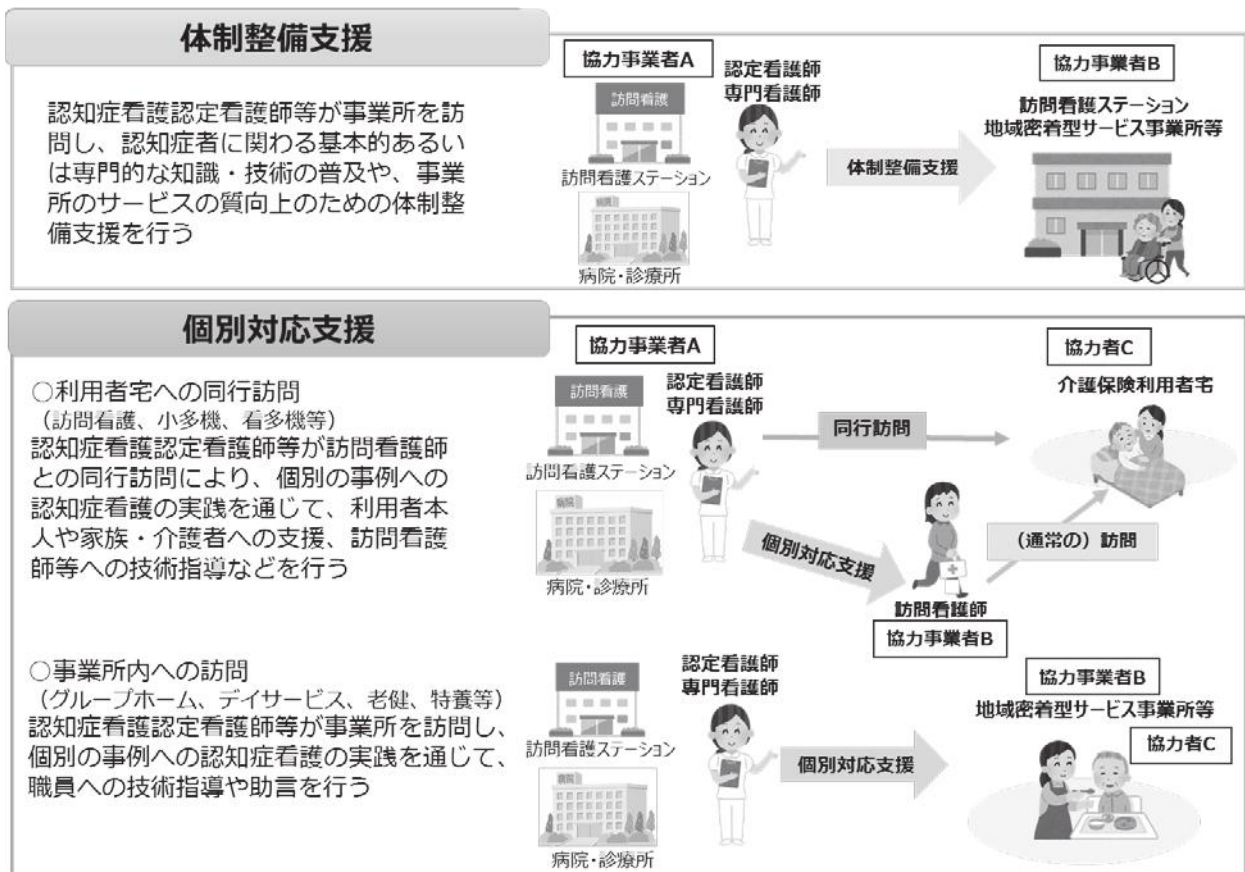 体制整備支援
認知症看護認定看護師等が事業所を訪
問し、認知症者に関わる基本的あるい
は専門的な知識・技術の普及や、事業
所のサービスの質向上のための体制整
備支援を行う
協力事業者A
訪問看護
訪問看護ステーション
病院
病院・診療所
認定看護師
専門看護師
体制整備支援
協力事業者B
訪問看護ステーション
地域密着型サービス事業所等
個別対応支援
○利用者宅への同行訪問
（訪問看護、小多機、看多機等）
認知症看護認定看護師等が訪問看護師
との同行訪問により、個別の事例への
認知症看護の実践を通じて、利用者本
人や家族・介護者への支援、訪問看護
師等への技術指導などを行う
協力事業者A
訪問看護
訪問看護ステーション
病院
病院・診療所
認定看護師
専門看護師
同行訪問
個別対応支援
訪問看護師
協力事業者B
（通常の）訪問
協力者C
介護保険利用者宅
○事業所内への訪問
（グループホーム、デイサービス、老健、特養等）
認知症看護認定看護師等が事業所を訪問し、
個別の事例への認知症看護の実践を通じて、
職員への技術指導や助言を行う
訪問看護
訪問看護ステーション
病院
病院・診療所
認定看護師
専門看護師
個別対応支援
協力事業者B
地域密着型サービス事業所等
協力者C